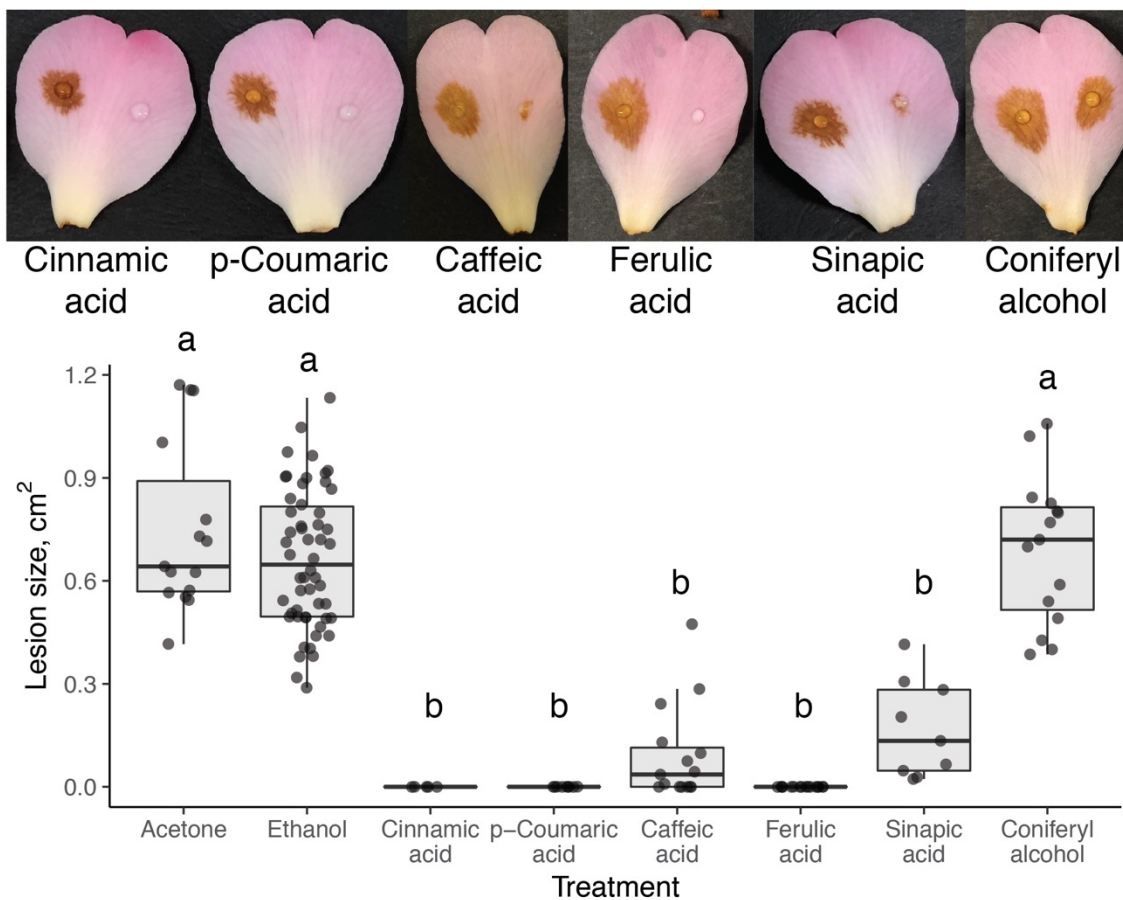 Cinnamic acid
p-Coumaric acid
Caffeic acid
Ferulic acid
Sinapic acid
Coniferyl alcohol
a
a
a
b
b
b
b
b
1.2
0.9
0.6
0.3
0.0
Lesion size, cm²
Acetone
Ethanol
Cinnamic acid
p−Coumaric acid
Caffeic acid
Ferulic acid
Sinapic acid
Coniferyl alcohol
Treatment